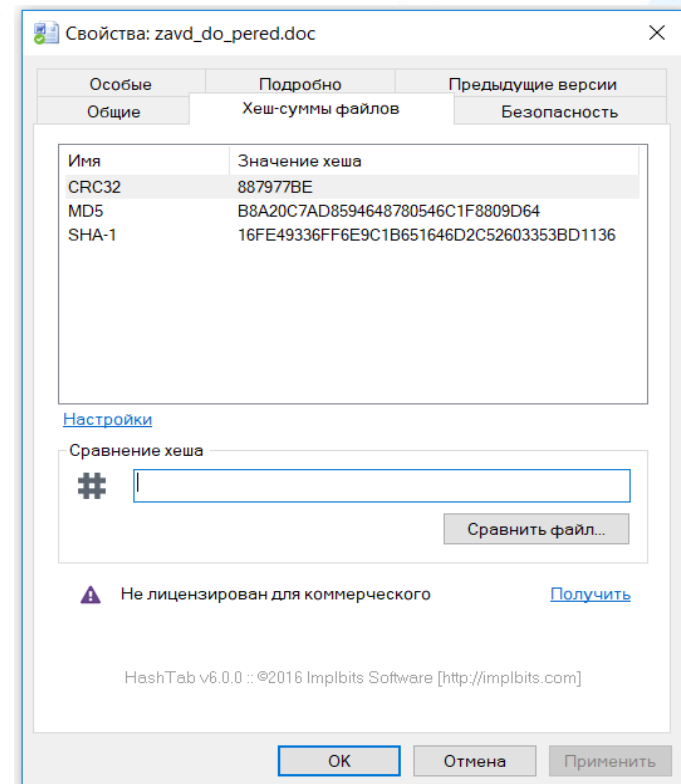 Свойства: zavd_do_pered.doc
Особые Подробно Предыдущие версии
Общие Хеш-суммы файлов Безопасность
Имя Значение хеша
CRC32 887977BE
MD5 B8A20C7AD8594648780546C1F8809D64
SHA-1 16FE49336FF6E9C1B651646D2C52603353BD1136
Настройки
Сравнение хеша
#
Сравнить файл...
Не лицензирован для коммерческого Получить
HashTab v6.0.0 :: ©2016 Implbits Software [http://implbits.com]
OK Отмена Применить